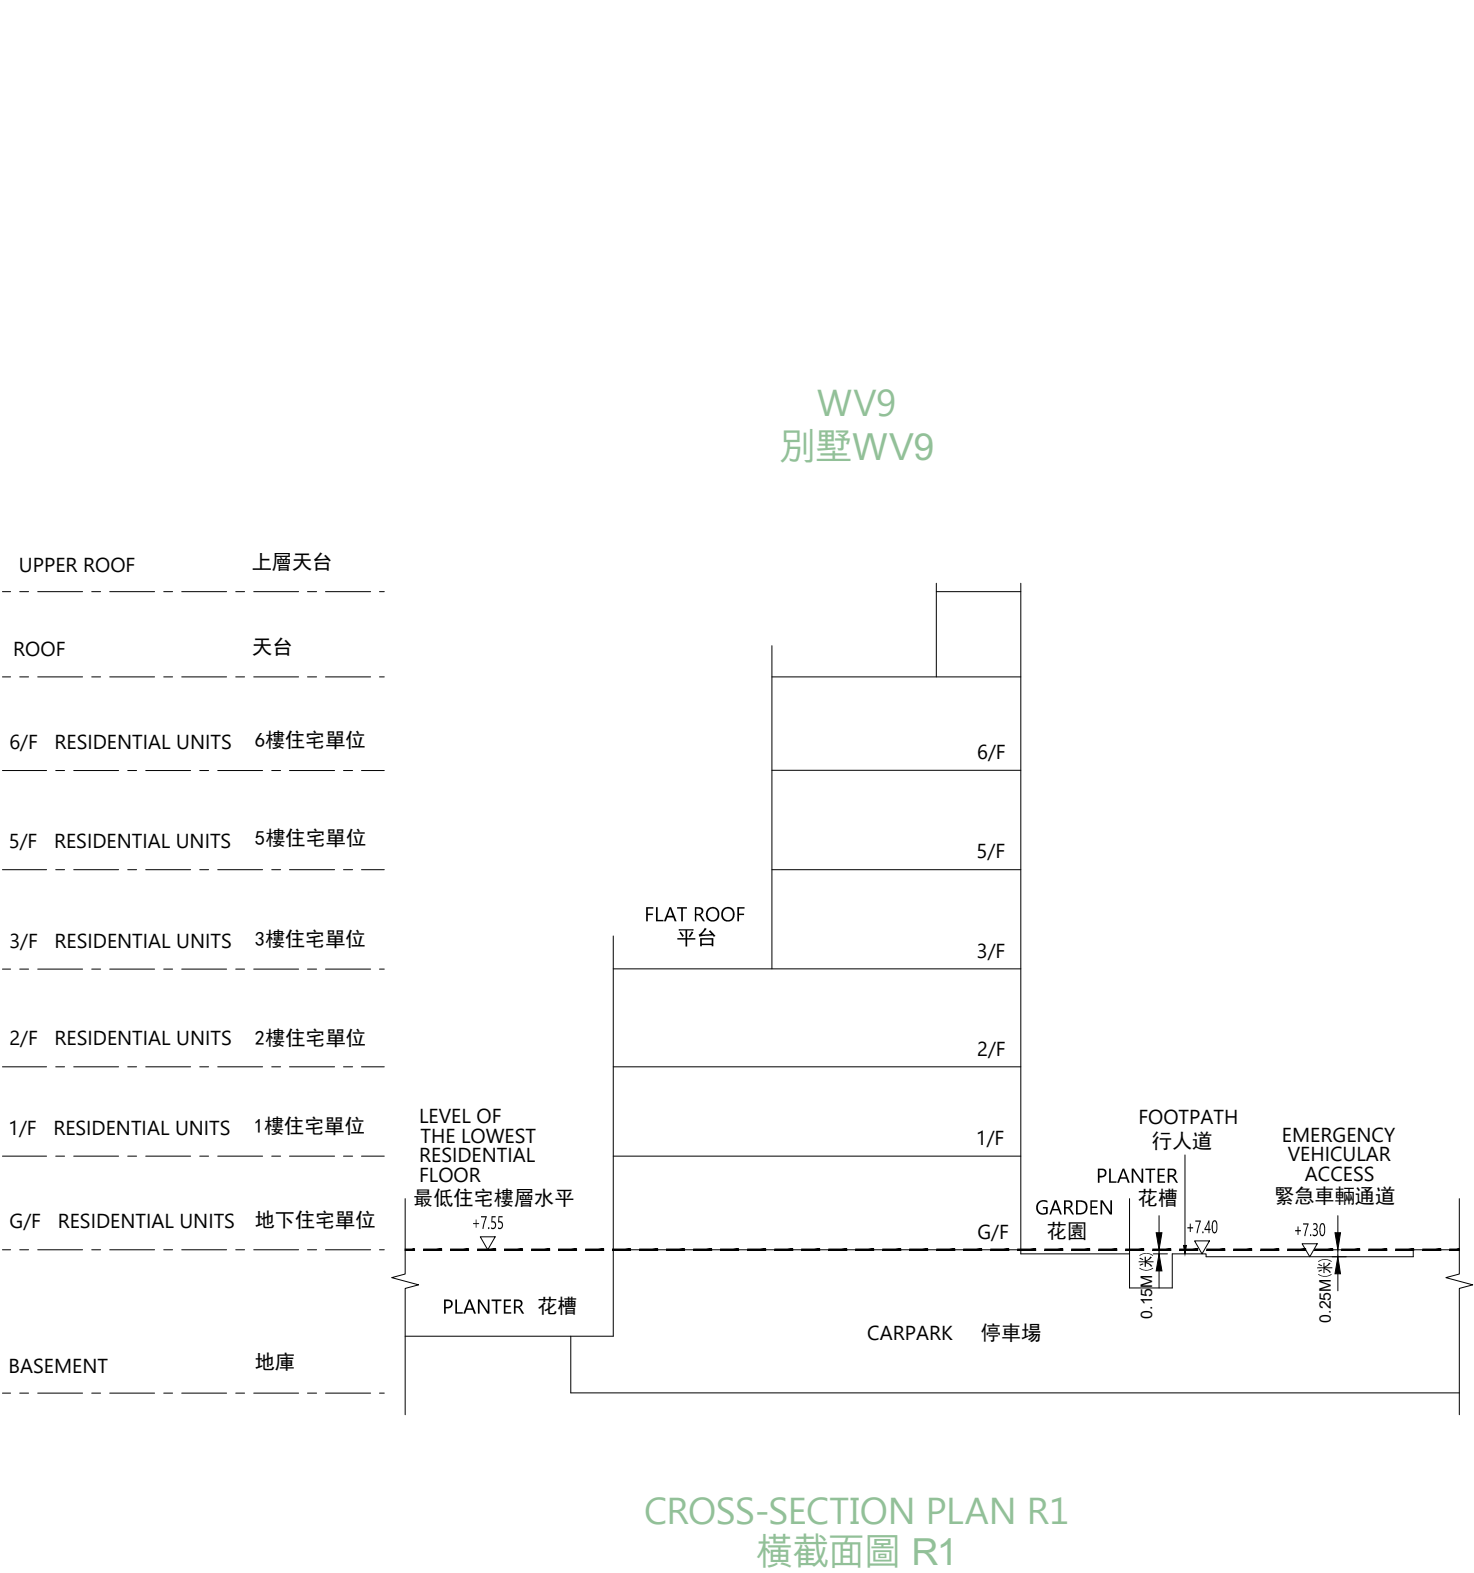 WV9
別墅WV9
UPPER ROOF 上層天台
ROOF 天台
6/F RESIDENTIAL UNITS 6樓住宅單位
6/F
5/F RESIDENTIAL UNITS 5樓住宅單位
5/F
FLAT ROOF
平台
3/F RESIDENTIAL UNITS 3樓住宅單位
3/F
2/F RESIDENTIAL UNITS 2樓住宅單位
2/F
1/F RESIDENTIAL UNITS 1樓住宅單位
1/F
LEVEL OF
THE LOWEST
RESIDENTIAL
FLOOR
最低住宅樓層水平
+7.55
FOOTPATH
行人道
EMERGENCY
VEHICULAR
ACCESS
緊急車輛通道
PLANTER
花槽
GARDEN
花園
G/F RESIDENTIAL UNITS 地下住宅單位
G/F
+7.40
+7.30
0.15M(米)
0.25M(米)
PLANTER 花槽
CARPARK 停車場
BASEMENT 地庫
CROSS-SECTION PLAN R1
橫截面圖 R1